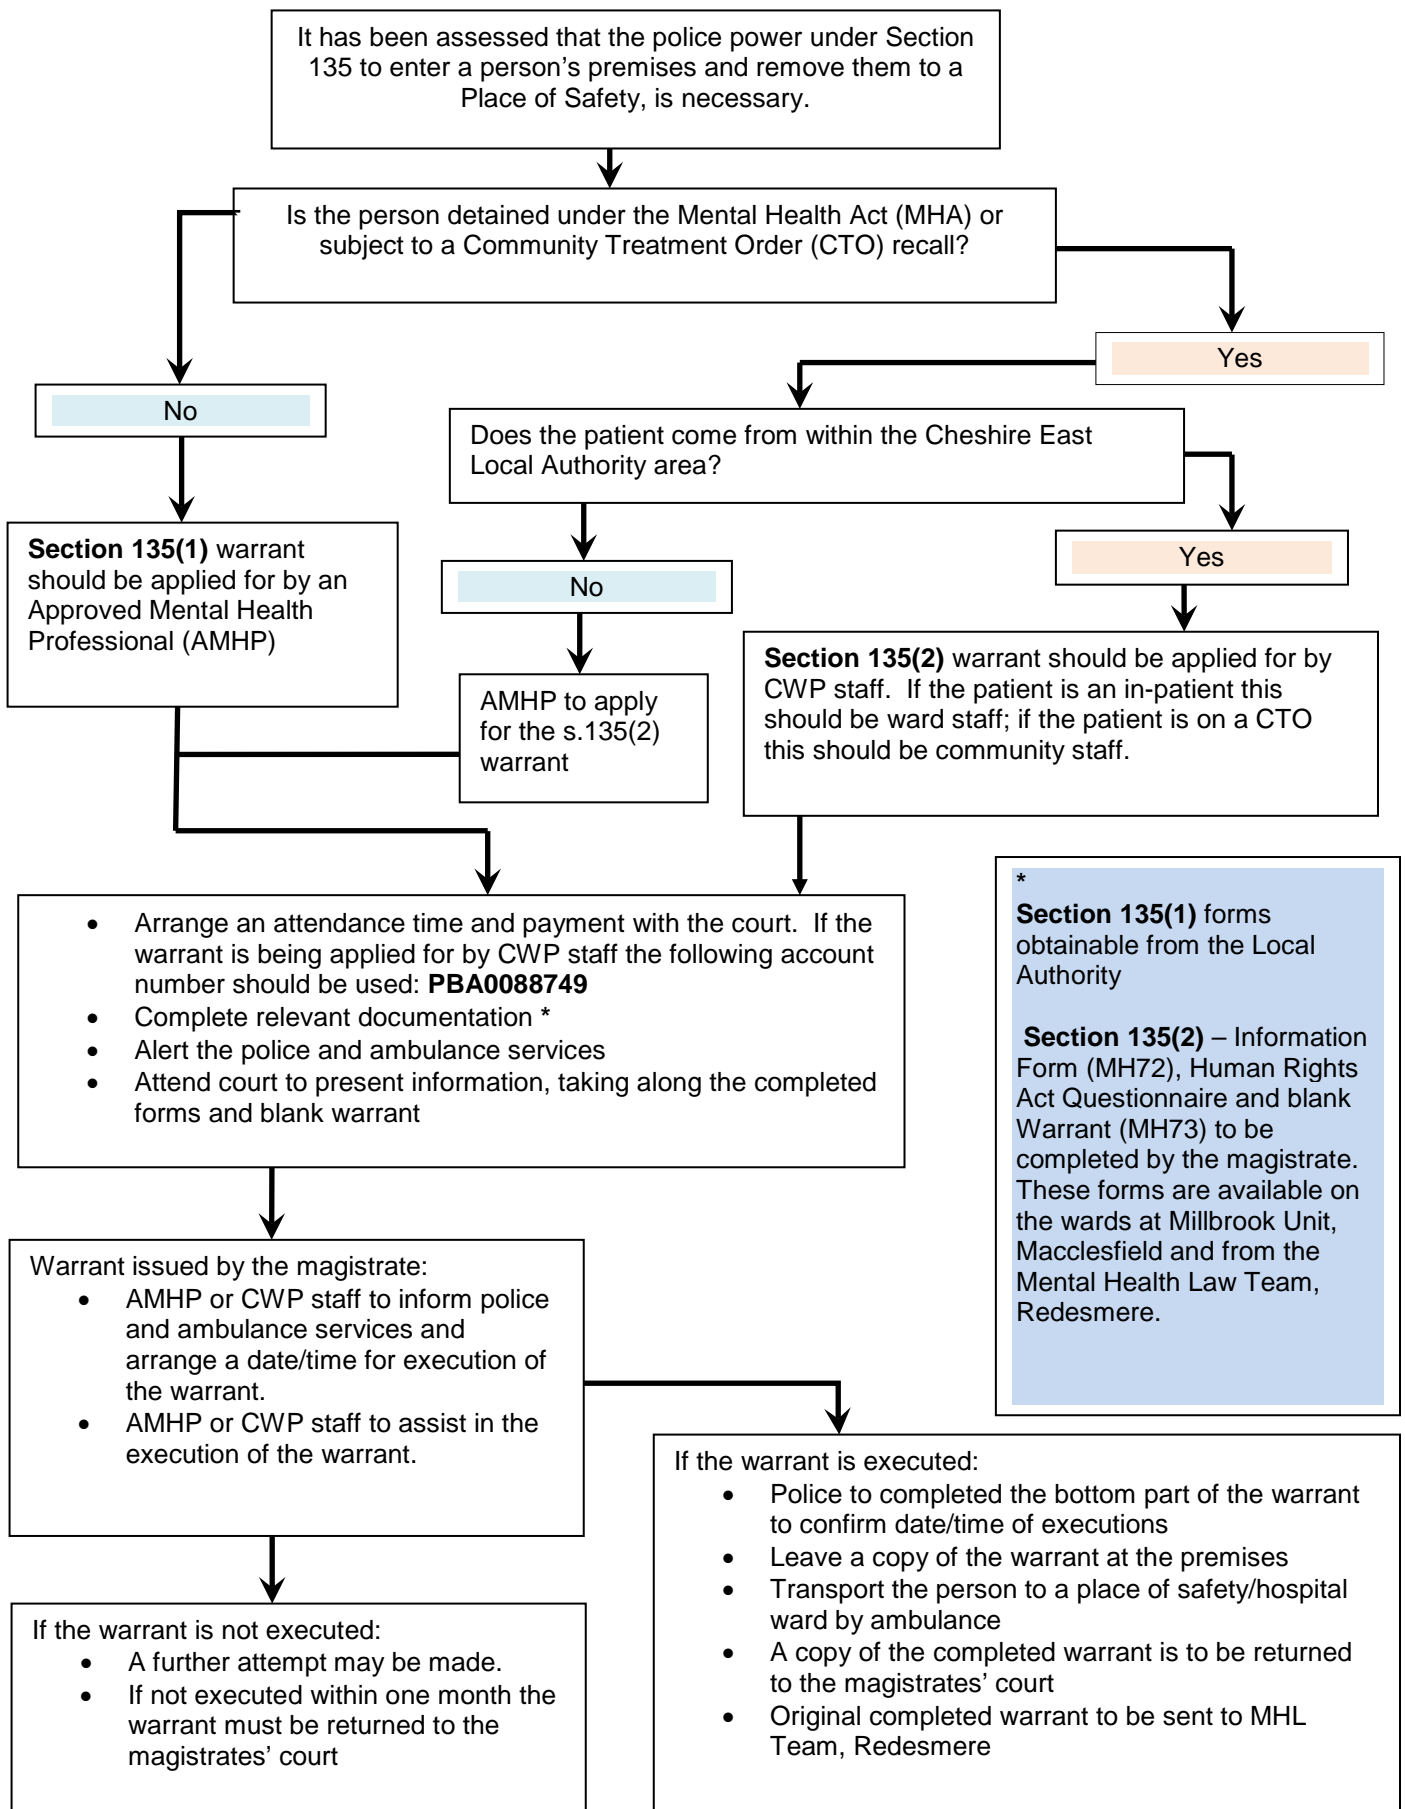 It has been assessed that the police power under Section
135 to enter a person’s premises and remove them to a
Place of Safety, is necessary.
Is the person detained under the Mental Health Act (MHA) or
subject to a Community Treatment Order (CTO) recall?
Yes
No
Does the patient come from within the Cheshire East
Local Authority area?
Section 135(1) warrant
should be applied for by an
Approved Mental Health
Professional (AMHP)
No
Yes
AMHP to apply
for the s.135(2)
warrant
Section 135(2) warrant should be applied for by
CWP staff. If the patient is an in-patient this
should be ward staff; if the patient is on a CTO
this should be community staff.
• Arrange an attendance time and payment with the court. If the
warrant is being applied for by CWP staff the following account
number should be used: PBA0088749
• Complete relevant documentation *
• Alert the police and ambulance services
• Attend court to present information, taking along the completed
forms and blank warrant
*
Section 135(1) forms
obtainable from the Local
Authority
Section 135(2) – Information
Form (MH72), Human Rights
Act Questionnaire and blank
Warrant (MH73) to be
completed by the magistrate.
These forms are available on
the wards at Millbrook Unit,
Macclesfield and from the
Mental Health Law Team,
Redesmere.
Warrant issued by the magistrate:
• AMHP or CWP staff to inform police
and ambulance services and
arrange a date/time for execution of
the warrant.
• AMHP or CWP staff to assist in the
execution of the warrant.
If the warrant is executed:
• Police to completed the bottom part of the warrant
to confirm date/time of executions
• Leave a copy of the warrant at the premises
• Transport the person to a place of safety/hospital
ward by ambulance
• A copy of the completed warrant is to be returned
to the magistrates’ court
• Original completed warrant to be sent to MHL
Team, Redesmere
If the warrant is not executed:
• A further attempt may be made.
• If not executed within one month the
warrant must be returned to the
magistrates’ court